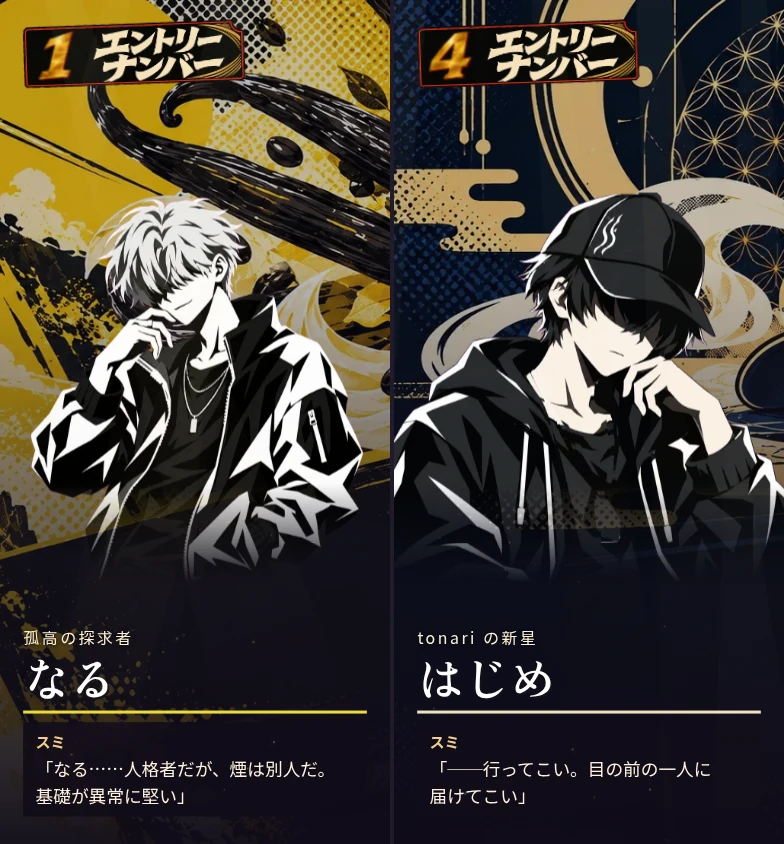 1 エントリー
ナンバー
孤高の探求者
なる
スミ
「なる……人格者だが、煙は別人だ。
基礎が異常に堅い」
4 エントリー
ナンバー
tonari の新星
はじめ
スミ
「──行ってこい。目の前の一人に
届けてこい」